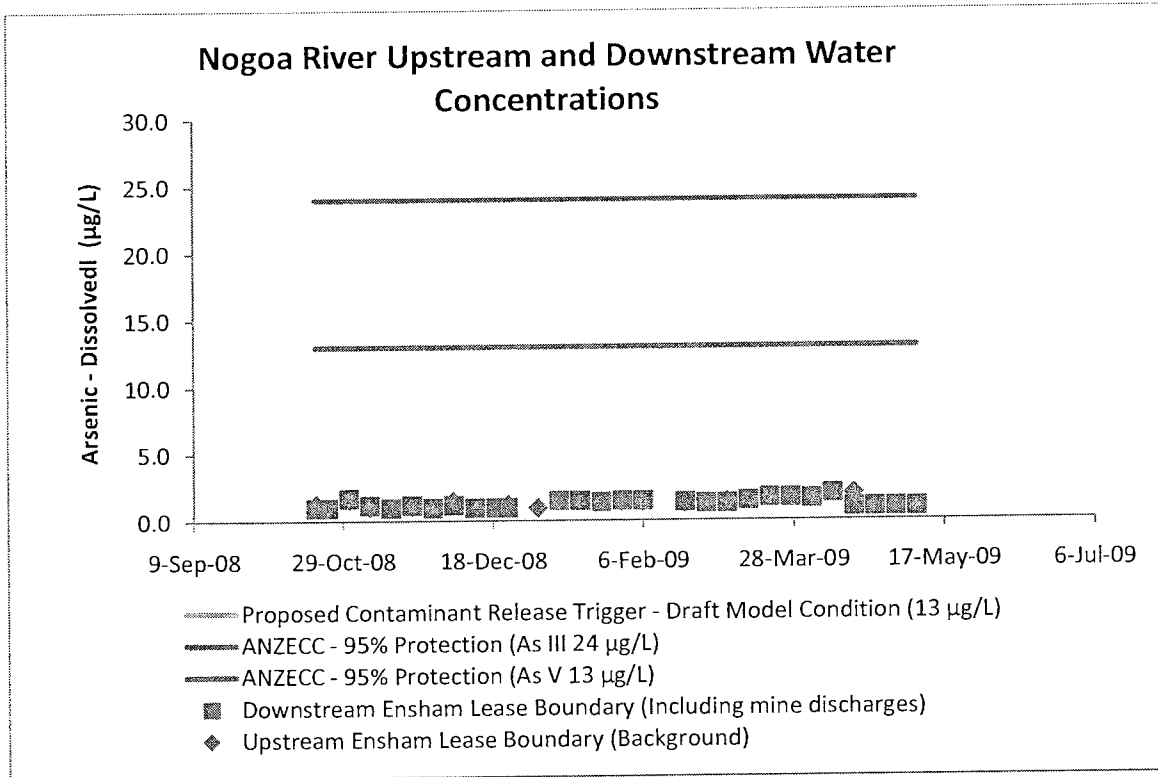 Nogoa River Upstream and Downstream Water
Concentrations
30.0
25.0
20.0
15.0
10.0
5.0
0.0
Arsenic - Dissolvedl (µg/L)
9-Sep-08 29-Oct-08 18-Dec-08 6-Feb-09 28-Mar-09 17-May-09 6-Jul-09
Proposed Contaminant Release Trigger - Draft Model Condition (13 µg/L)
ANZECC - 95% Protection (As III 24 µg/L)
ANZECC - 95% Protection (As V 13 µg/L)
Downstream Ensham Lease Boundary (Including mine discharges)
Upstream Ensham Lease Boundary (Background)